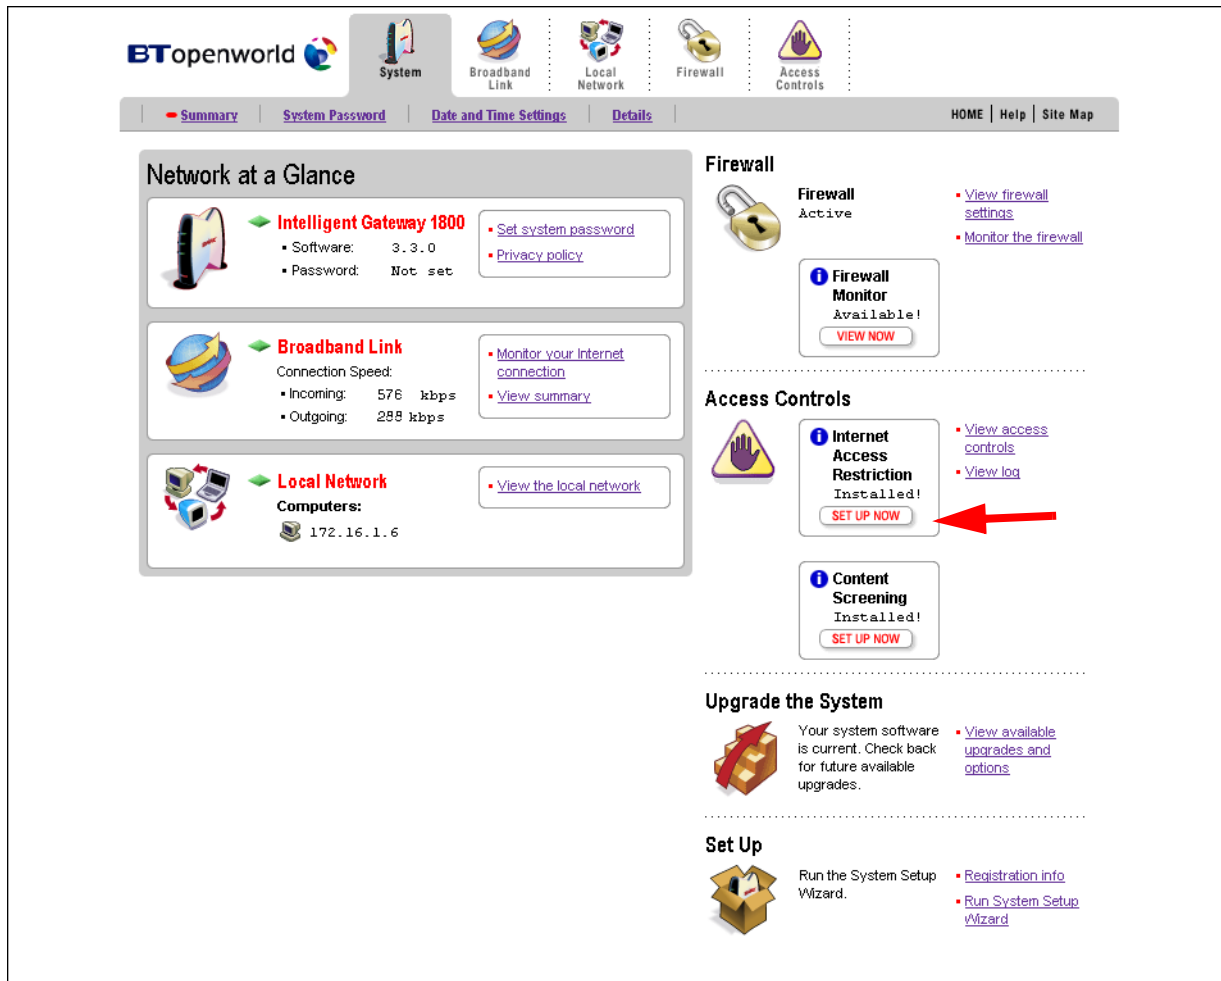 BTopenworld
System
Broadband
Link
Local
Network
Firewall
Access
Controls
Summary
System Password
Date and Time Settings
Details
HOME | Help | Site Map
Network at a Glance
Intelligent Gateway 1800
Software: 3.3.0
Password: Not set
Set system password
Privacy policy
Broadband Link
Connection Speed:
Incoming: 576 kbps
Outgoing: 288 kbps
Monitor your Internet
connection
View summary
Local Network
Computers:
172.16.1.6
View the local network
Firewall
Firewall
Active
View firewall
settings
Monitor the firewall
Firewall
Monitor
Available!
VIEW NOW
Access Controls
Internet
Access
Restriction
Installed!
SET UP NOW
View access
controls
View log
Content
Screening
Installed!
SET UP NOW
Upgrade the System
Your system software
is current. Check back
for future available
upgrades.
View available
upgrades and
options
Set Up
Run the System Setup
Wizard.
Registration info
Run System Setup
Wizard